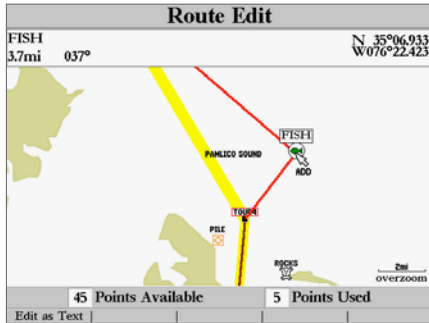 Route Edit
FISH
N 35°06.933
3.7mi 037°
W076°22.423
FISH
PAMLICO SOUND
ADD
TOUR4
PILE
ROCKS
2mi
overzoom
45 Points Available 5 Points Used
Edit as Text